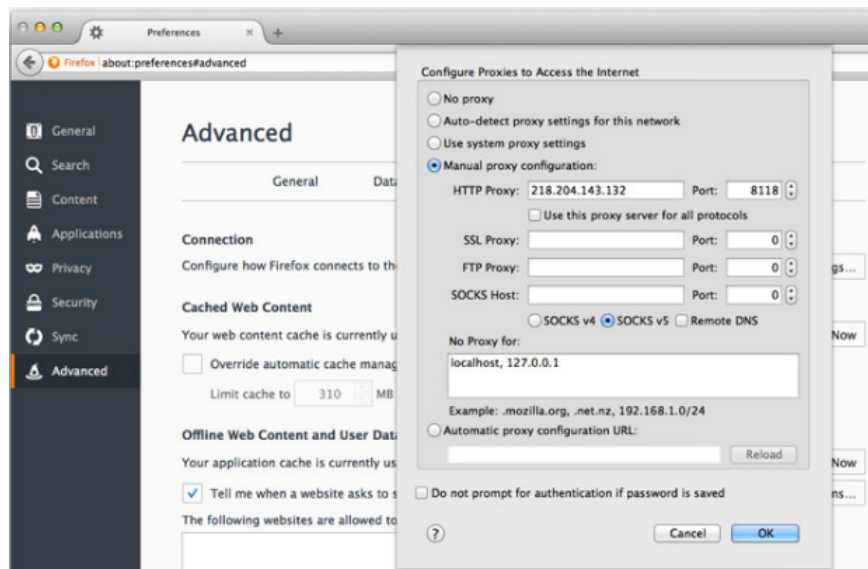 Preferences
Firefox about:preferences#advanced
General
Search
Content
Applications
Privacy
Security
Sync
Advanced
Advanced
General Data
Connection
Configure how Firefox connects to th
Cached Web Content
Your web content cache is currently u
Override automatic cache manag
Limit cache to 310 MB
Offline Web Content and User Data
Your application cache is currently us
Tell me when a website asks to s
The following websites are allowed to
Configure Proxies to Access the Internet
No proxy
Auto-detect proxy settings for this network
Use system proxy settings
Manual proxy configuration:
HTTP Proxy: 218.204.143.132 Port: 8118
Use this proxy server for all protocols
SSL Proxy: Port: 0
FTP Proxy: Port: 0
SOCKS Host: Port: 0
SOCKS v4 SOCKS v5 Remote DNS
No Proxy for:
localhost, 127.0.0.1
Example: .mozilla.org, .net.nz, 192.168.1.0/24
Automatic proxy configuration URL:
Reload
Do not prompt for authentication if password is saved
? Cancel OK
gs...
Now
Now
ns...